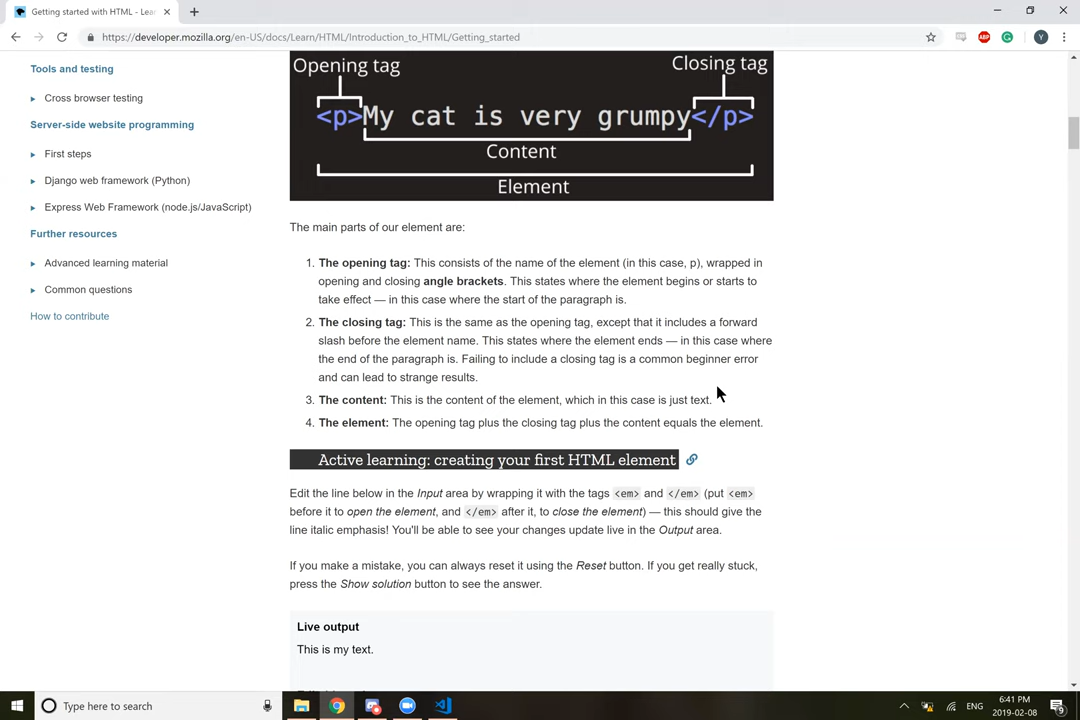 Getting started with HTML - Lea
https://developer.mozilla.org/en-US/docs/Learn/HTML/Introduction_to_HTML/Getting_started
ABP
G
Y
Tools and testing
Cross browser testing
Server-side website programming
First steps
Django web framework (Python)
Express Web Framework (node.js/JavaScript)
Further resources
Advanced learning material
Common questions
How to contribute
Opening tag
Closing tag
<p>My cat is very grumpy</p>
Content
Element
The main parts of our element are:
1. The opening tag: This consists of the name of the element (in this case, p), wrapped in
opening and closing angle brackets. This states where the element begins or starts to
take effect — in this case where the start of the paragraph is.
2. The closing tag: This is the same as the opening tag, except that it includes a forward
slash before the element name. This states where the element ends — in this case where
the end of the paragraph is. Failing to include a closing tag is a common beginner error
and can lead to strange results.
3. The content: This is the content of the element, which in this case is just text.
4. The element: The opening tag plus the closing tag plus the content equals the element.
Active learning: creating your first HTML element
Edit the line below in the Input area by wrapping it with the tags <em> and </em> (put <em>
before it to open the element, and </em> after it, to close the element) — this should give the
line italic emphasis! You'll be able to see your changes update live in the Output area.
If you make a mistake, you can always reset it using the Reset button. If you get really stuck,
press the Show solution button to see the answer.
Live output
This is my text.
Type here to search
ENG
6:41 PM
2019-02-08